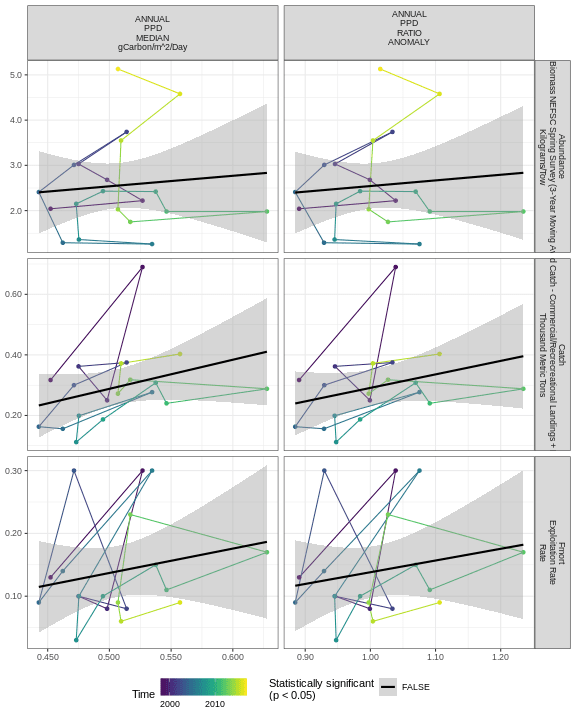 ANNUAL
PPD
MEDIAN
gCarbon/m^2/Day
ANNUAL
PPD
RATIO
ANOMALY
5.0
4.0
3.0
2.0
Abundance
Biomass NEFSC Spring Survey (3-Year Moving A
Kilograms/Tow
0.60
0.40
0.20
Catch
d Catch - Commercial/Recreational Landings +
Thousand Metric Tons
0.30
0.20
0.10
Fmort
Exploitation Rate
Rate
0.450
0.500
0.550
0.600
0.90
1.00
1.10
1.20
Time
2000
2010
Statistically significant
(p < 0.05)
FALSE